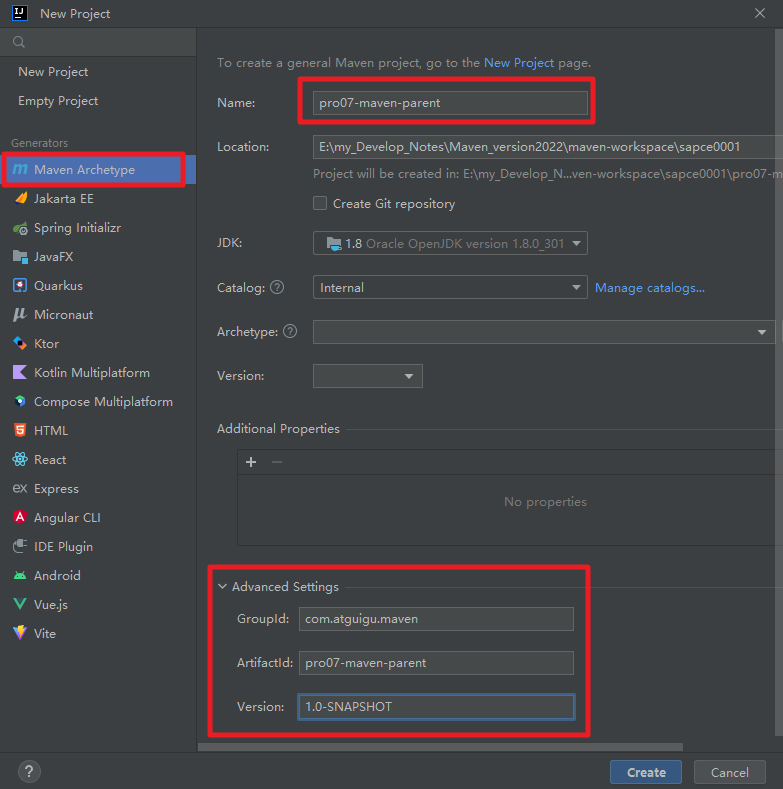 New Project
New Project
Empty Project
Generators
Maven Archetype
Jakarta EE
Spring Initializr
JavaFX
Quarkus
Micronaut
Ktor
Kotlin Multiplatform
Compose Multiplatform
HTML
React
Express
Angular CLI
IDE Plugin
Android
Vue.js
Vite
To create a general Maven project, go to the New Project page.
Name: pro07-maven-parent
Location: E:\my_Develop_Notes\Maven_version2022\maven-workspace\sapce0001
Project will be created in: E:\my_Develop_N...ven-workspace\sapce0001\pro07-m
Create Git repository
JDK: 1.8 Oracle OpenJDK version 1.8.0_301
Catalog: ? Internal Manage catalogs...
Archetype: ?
Version:
Additional Properties
No properties
Advanced Settings
GroupId: com.atguigu.maven
ArtifactId: pro07-maven-parent
Version: 1.0-SNAPSHOT
? Create Cancel